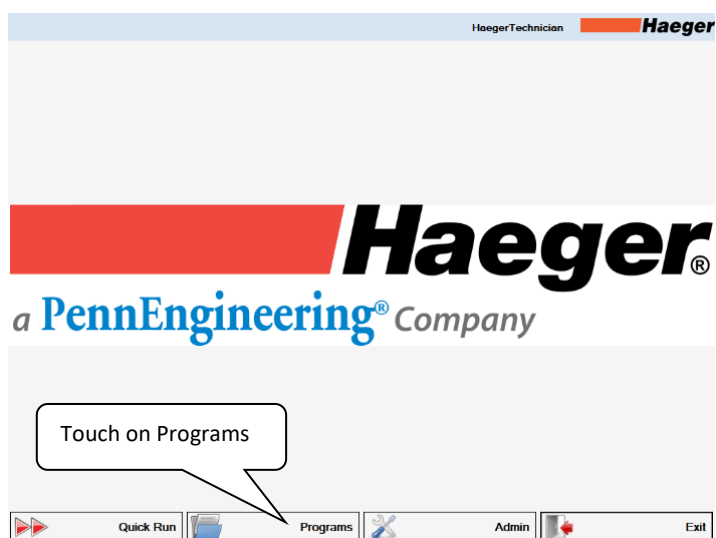 HaegerTechnician Haeger
Haeger®
a PennEngineering® Company
Touch on Programs
Quick Run Programs Admin Exit